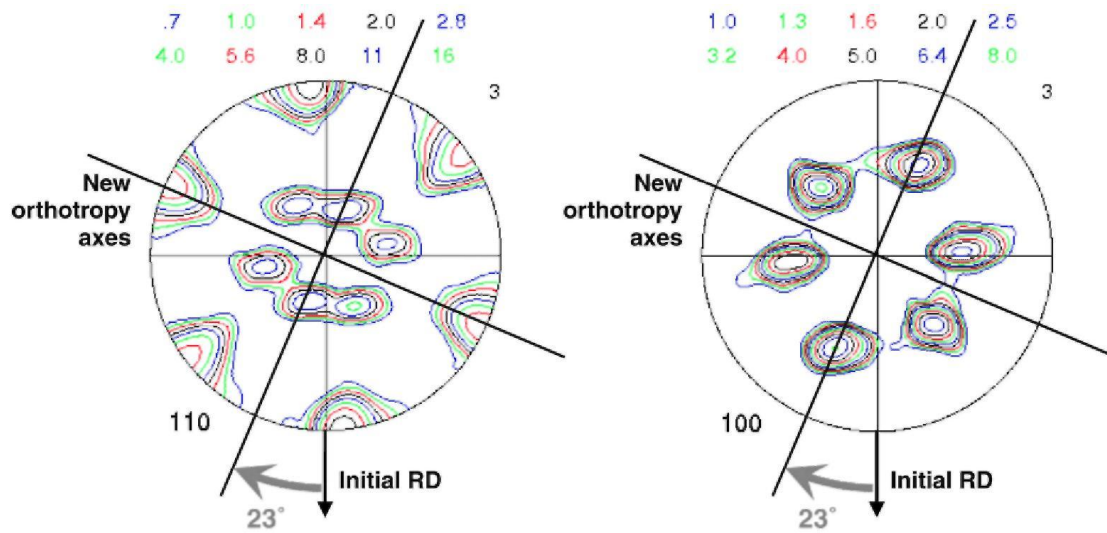 .7 1.0 1.4 2.0 2.8
4.0 5.6 8.0 11 16
3
New
orthotropy
axes
110
Initial RD
23°
1.0 1.3 1.6 2.0 2.5
3.2 4.0 5.0 6.4 8.0
3
New
orthotropy
axes
100
Initial RD
23°